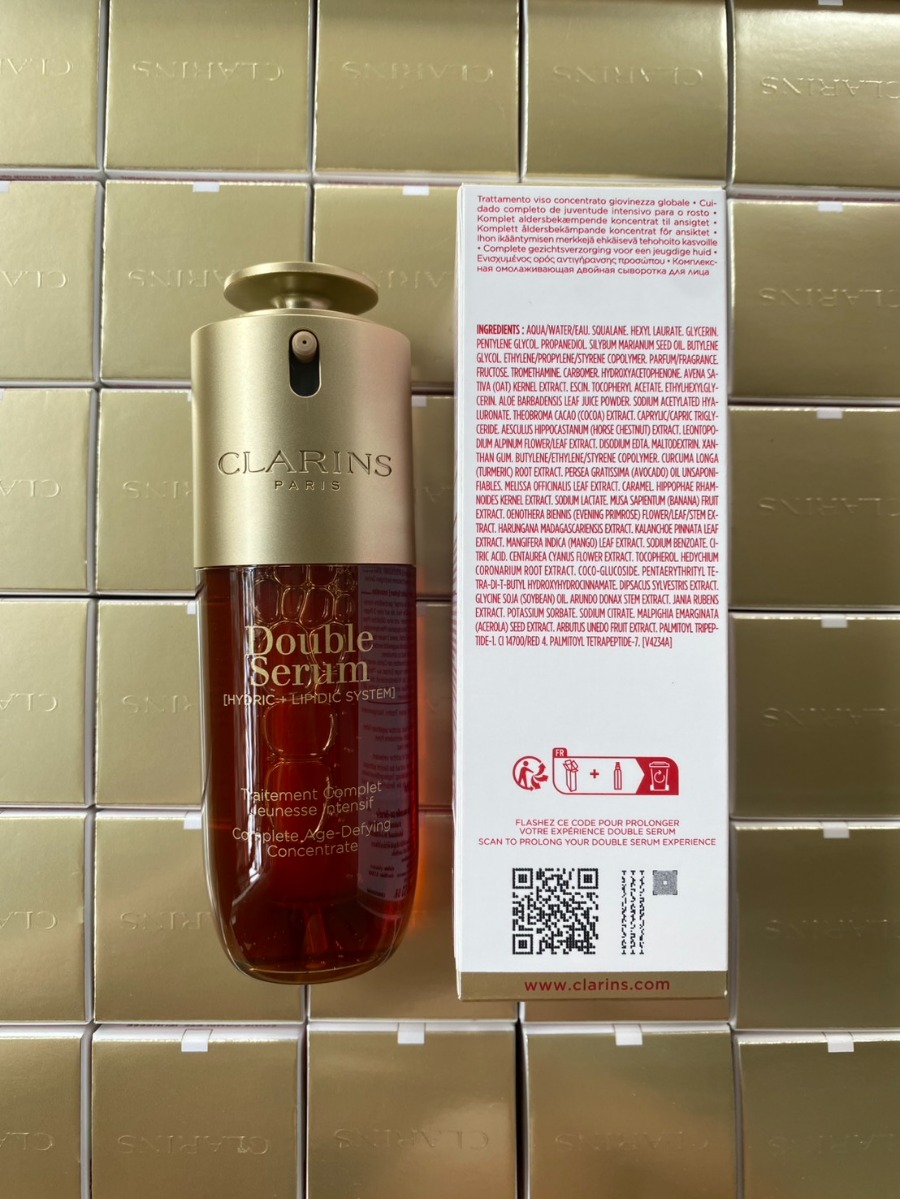 CLARINS
PARIS
Double
Serum
[HYDRIC + LIPIDIC SYSTEM]
Traitement Complet
Jeunesse Intensif
Complete Age-Defying
Concentrate
Trattamento viso concentrato giovinezza globale • Cui-
dado completo de juventude intensivo para o rosto •
Komplet aldersbekæmpende koncentrat til ansigtet •
Komplett åldersbekämpande koncentrat för ansiktet •
Ihon ikääntymisen merkkejä ehkäisevä tehohoito kasvoille
• Complete gezichtsverzorging voor een jeugdige huid •
Ενισχυμένος ορός αντιγήρανσης προσώπου • Комплекс-
ная омолаживающая двойная сыворотка для лица
INGREDIENTS : AQUA/WATER/EAU. SQUALANE. HEXYL LAURATE. GLYCERIN.
PENTYLENE GLYCOL. PROPANEDIOL. SILYBUM MARIANUM SEED OIL. BUTYLENE
GLYCOL. ETHYLENE/PROPYLENE/STYRENE COPOLYMER. PARFUM/FRAGRANCE.
FRUCTOSE. TROMETHAMINE. CARBOMER. HYDROXYACETOPHENONE. AVENA SA-
TIVA (OAT) KERNEL EXTRACT. ESCIN. TOCOPHERYL ACETATE. ETHYLHEXYLGLY-
CERIN. ALOE BARBADENSIS LEAF JUICE POWDER. SODIUM ACETYLATED HYA-
LURONATE. THEOBROMA CACAO (COCOA) EXTRACT. CAPRYLIC/CAPRIC TRIGLY-
CERIDE. AESCULUS HIPPOCASTANUM (HORSE CHESTNUT) EXTRACT. LEONTOPO-
DIUM ALPINUM FLOWER/LEAF EXTRACT. DISODIUM EDTA. MALTODEXTRIN. XAN-
THAN GUM. BUTYLENE/ETHYLENE/STYRENE COPOLYMER. CURCUMA LONGA
(TURMERIC) ROOT EXTRACT. PERSEA GRATISSIMA (AVOCADO) OIL UNSAPONI-
FIABLES. MELISSA OFFICINALIS LEAF EXTRACT. CARAMEL. HIPPOPHAE RHAM-
NOIDES KERNEL EXTRACT. SODIUM LACTATE. MUSA SAPIENTUM (BANANA) FRUIT
EXTRACT. OENOTHERA BIENNIS (EVENING PRIMROSE) FLOWER/LEAF/STEM EX-
TRACT. HARUNGANA MADAGASCARIENSIS EXTRACT. KALANCHOE PINNATA LEAF
EXTRACT. MANGIFERA INDICA (MANGO) LEAF EXTRACT. SODIUM BENZOATE. CI-
TRIC ACID. CENTAUREA CYANUS FLOWER EXTRACT. TOCOPHEROL. HEDYCHIUM
CORONARIUM ROOT EXTRACT. COCO-GLUCOSIDE. PENTAERYTHRITYL TE-
TRA-DI-T-BUTYL HYDROXYHYDROCINNAMATE. DIPSACUS SYLVESTRIS EXTRACT.
GLYCINE SOJA (SOYBEAN) OIL. ARUNDO DONAX STEM EXTRACT. JANIA RUBENS
EXTRACT. POTASSIUM SORBATE. SODIUM CITRATE. MALPIGHIA EMARGINATA
(ACEROLA) SEED EXTRACT. ARBUTUS UNEDO FRUIT EXTRACT. PALMITOYL TRIPEP-
TIDE-1. CI 14700/RED 4. PALMITOYL TETRAPEPTIDE-7. [V4234A]
FR
+
FLASHEZ CE CODE POUR PROLONGER
VOTRE EXPÉRIENCE DOUBLE SERUM
SCAN TO PROLONG YOUR DOUBLE SERUM EXPERIENCE
www.clarins.com